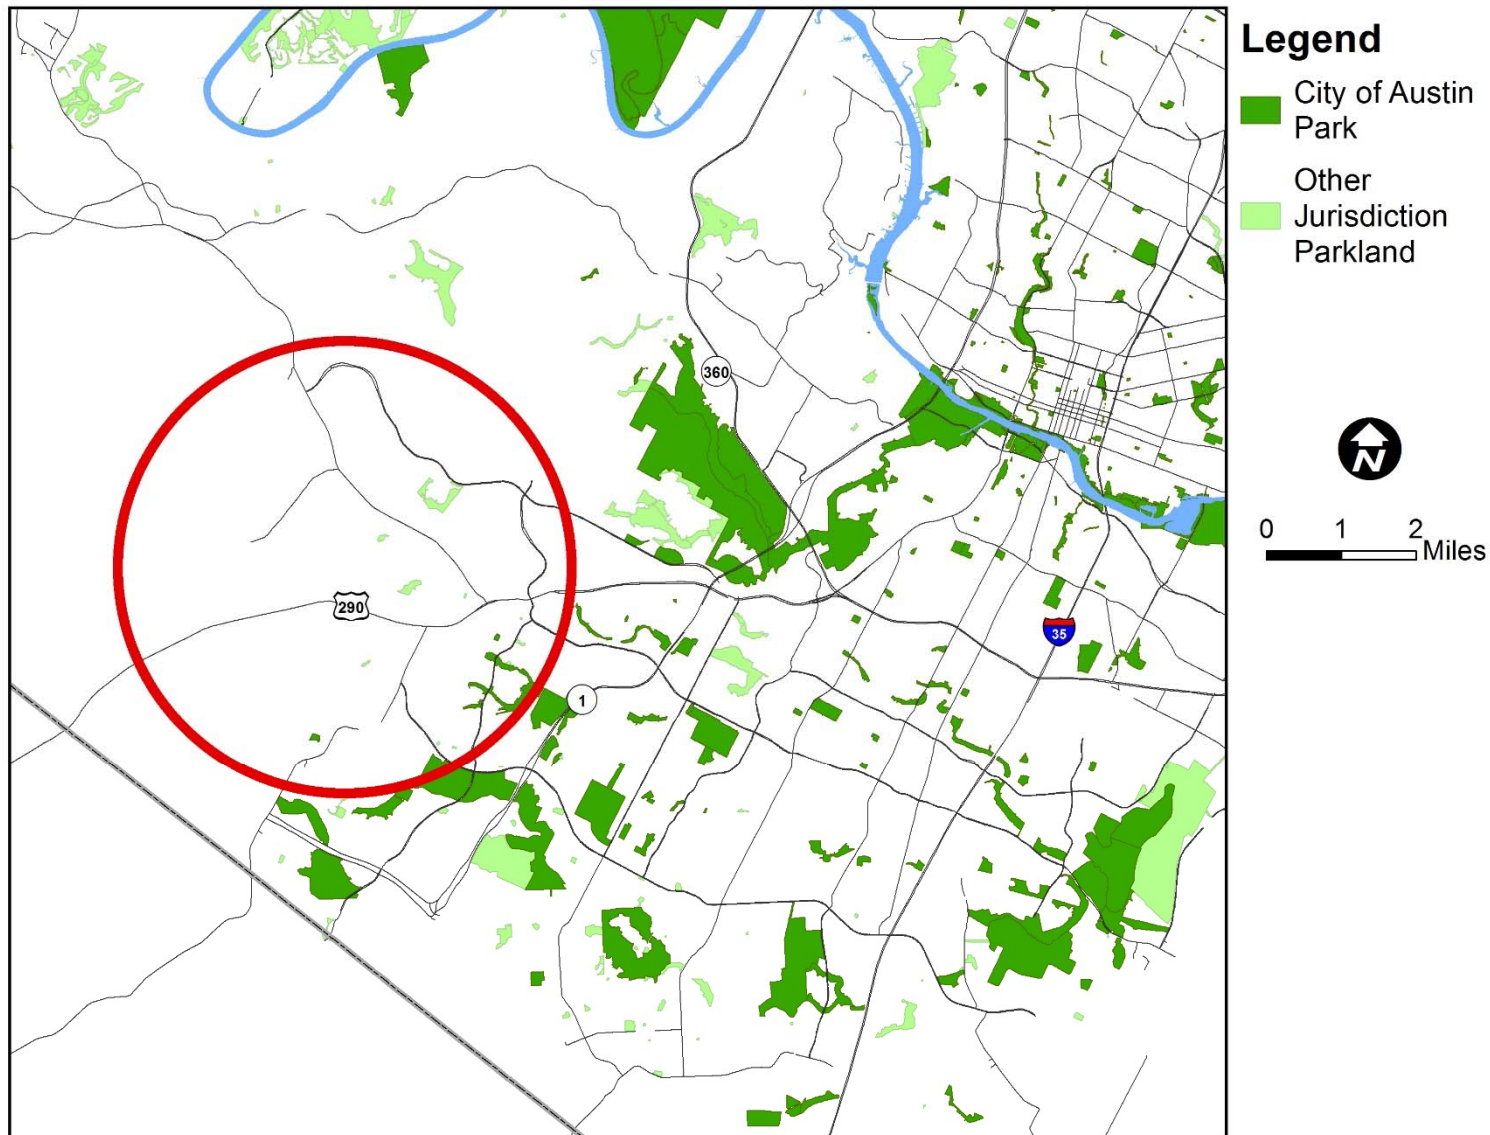 Legend
City of Austin
Park
Other
Jurisdiction
Parkland
360
N
0 1 2
Miles
290
35
1